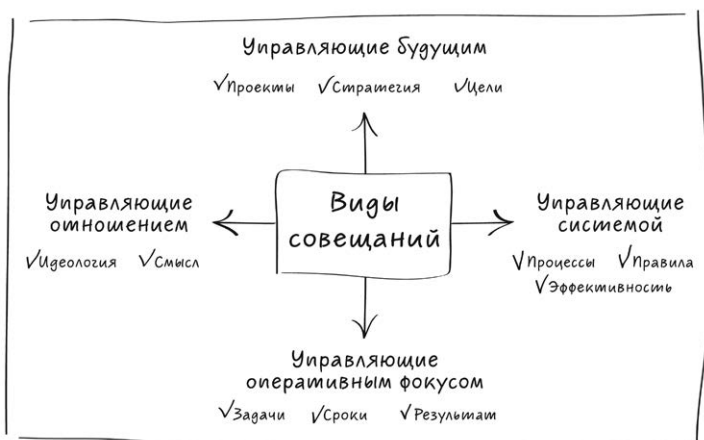 Управляющие будущим
✓Проекты ✓Стратегия ✓Цели
Управляющие
отношением
✓Идеология ✓Смысл
Виды
совещаний
Управляющие
системой
✓Процессы ✓Правила
✓Эффективность
Управляющие
оперативным фокусом
✓Задачи ✓Сроки ✓Результат